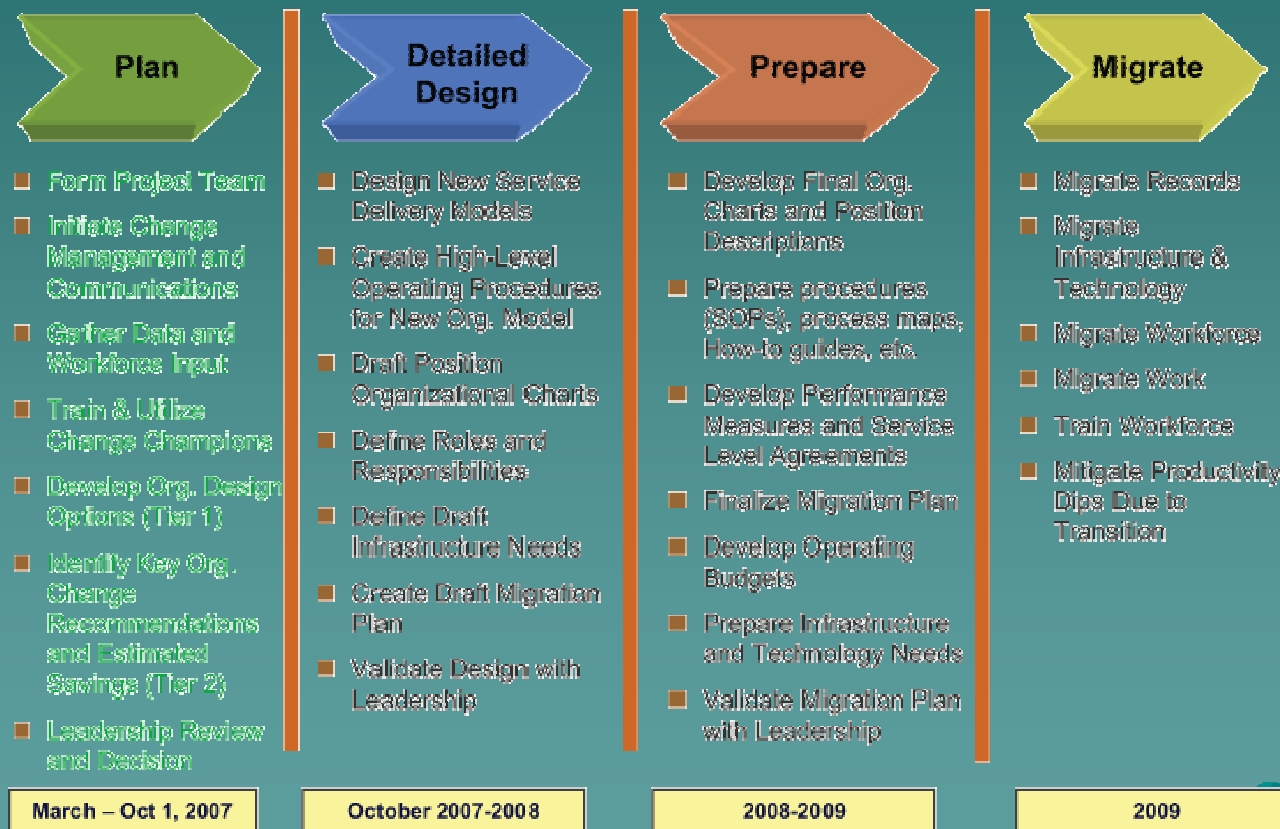 Plan
Form Project Team
Initiate Change
Management and
Communications
Gather Data and
Workforce Input
Train & Utilize
Change Champions
Develop Org. Design
Options (Tier 1)
Identify Key Org.
Change
Recommendations
and Estimated
Savings (Tier 2)
Leadership Review
and Decision
March – Oct 1, 2007
Detailed
Design
Design New Service
Delivery Models
Create High-Level
Operating Procedures
for New Org. Model
Draft Position
Organizational Charts
Define Roles and
Responsibilities
Define Draft
Infrastructure Needs
Create Draft Migration
Plan
Validate Design with
Leadership
October 2007-2008
Prepare
Develop Final Org.
Charts and Position
Descriptions
Prepare procedures
(SOPs), process maps,
How-to guides, etc.
Develop Performance
Measures and Service
Level Agreements
Finalize Migration Plan
Develop Operating
Budgets
Prepare Infrastructure
and Technology Needs
Validate Migration Plan
with Leadership
2008-2009
Migrate
Migrate Records
Migrate
Infrastructure &
Technology
Migrate Workforce
Migrate Work
Train Workforce
Mitigate Productivity
Dips Due to
Transition
2009